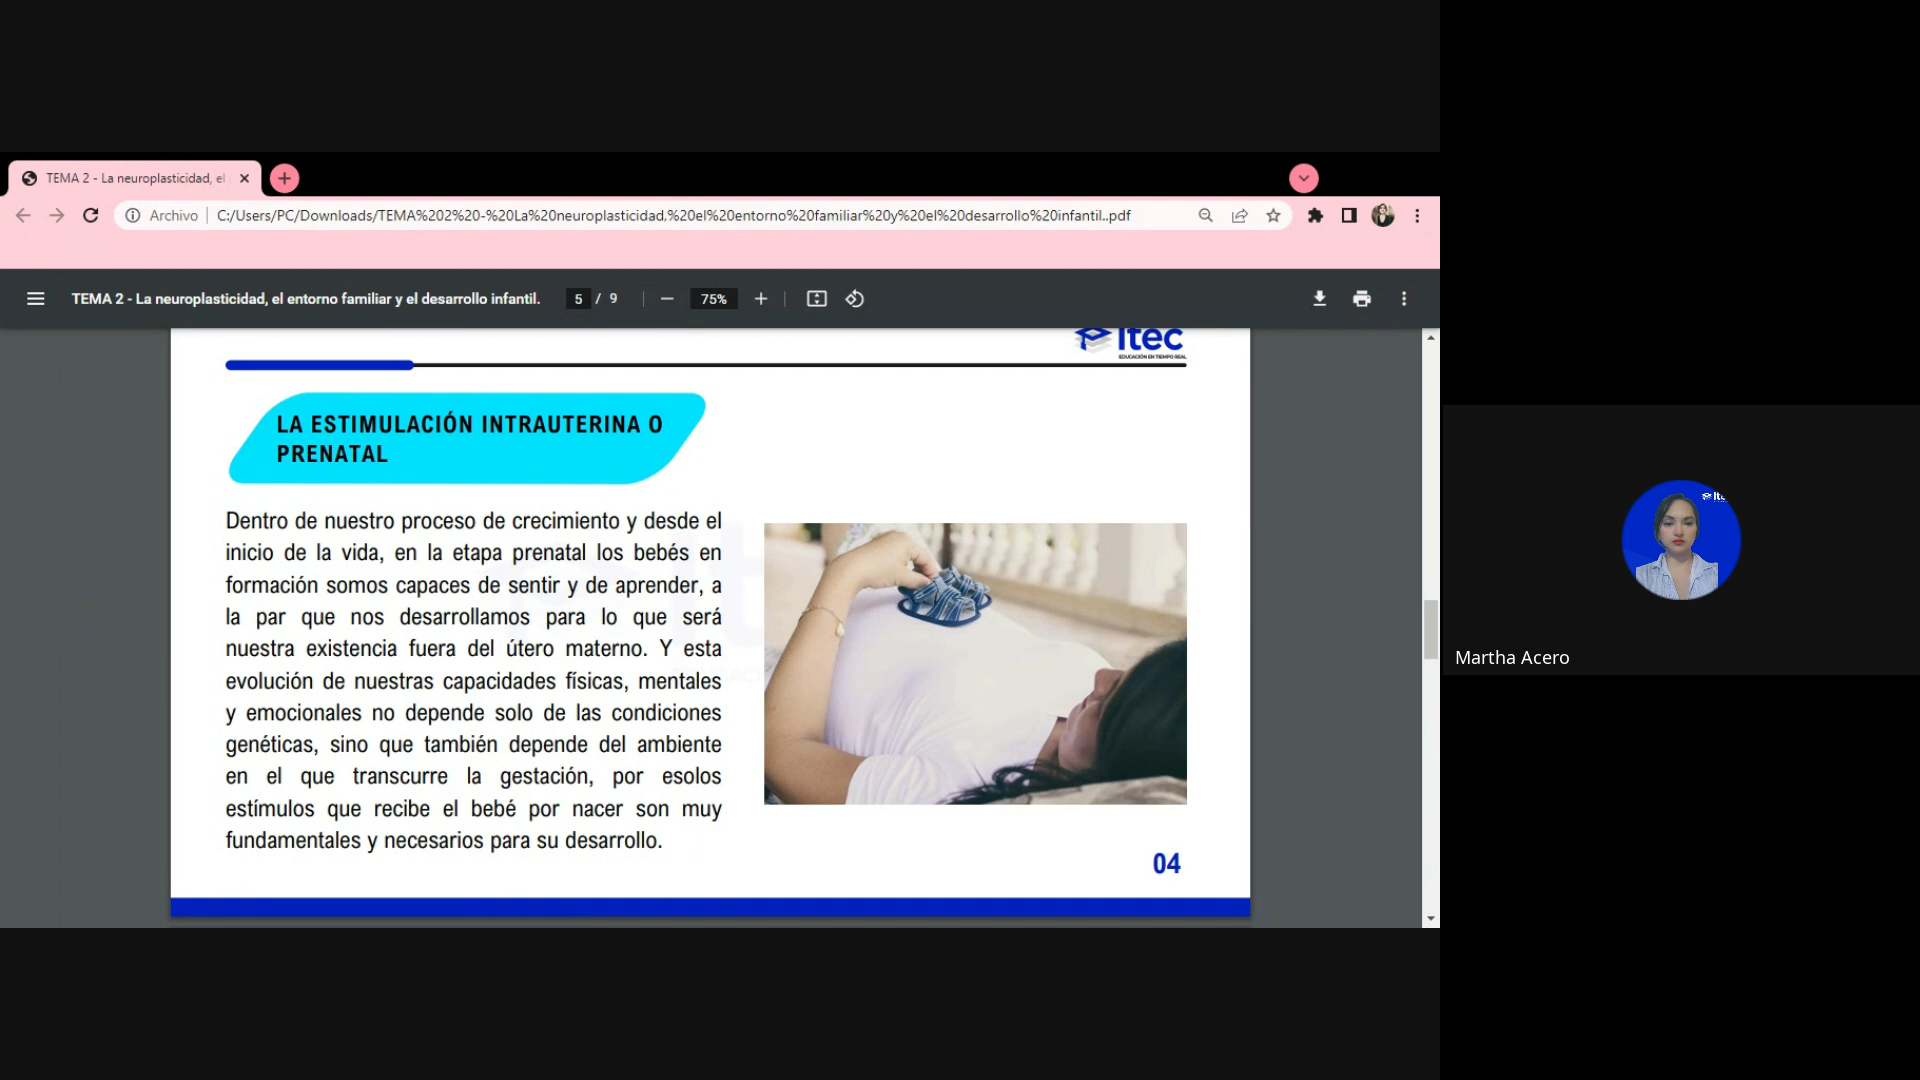 TEMA 2 - La neuroplasticidad, el
Archivo
C:/Users/PC/Downloads/TEMA%202%20-%20La%20neuroplasticidad,%20el%20entorno%20familiar%20y%20el%20desarrollo%20infantil..pdf
TEMA 2 - La neuroplasticidad, el entorno familiar y el desarrollo infantil.
5 / 9
75%
Itec
EDUCACIÓN EN TIEMPO REAL
LA ESTIMULACIÓN INTRAUTERINA O
PRENATAL
Dentro de nuestro proceso de crecimiento y desde el
inicio de la vida, en la etapa prenatal los bebés en
formación somos capaces de sentir y de aprender, a
la par que nos desarrollamos para lo que será
nuestra existencia fuera del útero materno. Y esta
evolución de nuestras capacidades físicas, mentales
y emocionales no depende solo de las condiciones
genéticas, sino que también depende del ambiente
en el que transcurre la gestación, por esolos
estímulos que recibe el bebé por nacer son muy
fundamentales y necesarios para su desarrollo.
04
Martha Acero